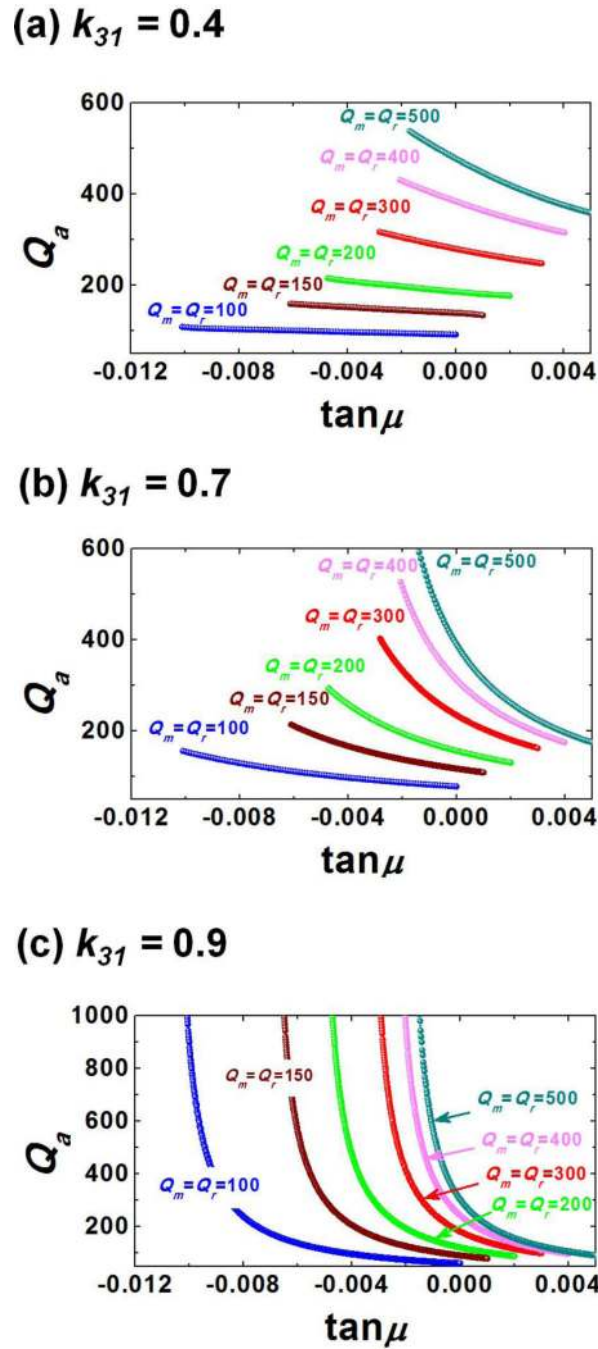 (a) k31 = 0.4
600
400
200
Qa
Qm=Qr=500
Qm=Qr=400
Qm=Qr=300
Qm=Qr=200
Qm=Qr=150
Qm=Qr=100
-0.012 -0.008 -0.004 0.000 0.004
tanμ
(b) k31 = 0.7
600
400
200
Qa
Qm=Qr=500
Qm=Qr=400
Qm=Qr=300
Qm=Qr=200
Qm=Qr=150
Qm=Qr=100
-0.012 -0.008 -0.004 0.000 0.004
tanμ
(c) k31 = 0.9
1000
800
600
400
200
Qa
Qm=Qr=150
Qm=Qr=500
Qm=Qr=400
Qm=Qr=300
Qm=Qr=100
Qm=Qr=200
-0.012 -0.008 -0.004 0.000 0.004
tanμ